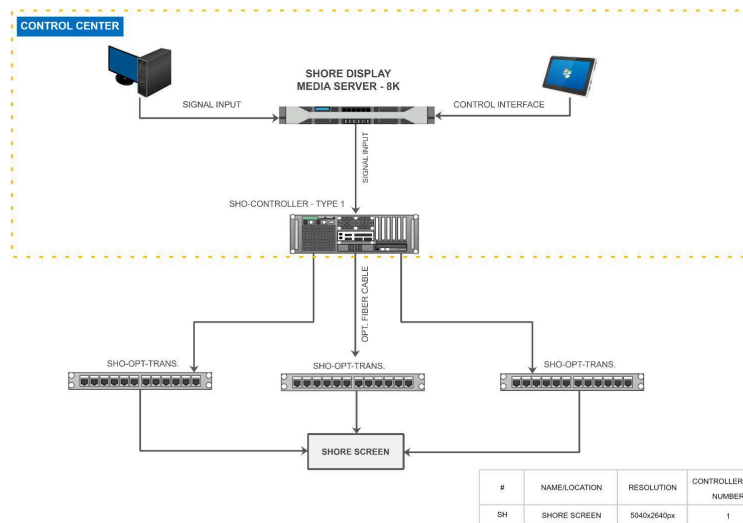 CONTROL CENTER
SHORE DISPLAY
MEDIA SERVER - 8K
SIGNAL INPUT
CONTROL INTERFACE
SIGNAL INPUT
SHO-CONTROLLER - TYPE 1
OPT. FIBER CABLE
SHO-OPT-TRANS.
SHO-OPT-TRANS.
SHO-OPT-TRANS.
SHORE SCREEN
# NAME/LOCATION RESOLUTION CONTROLLER NUMBER
SH SHORE SCREEN 5040x2640px 1